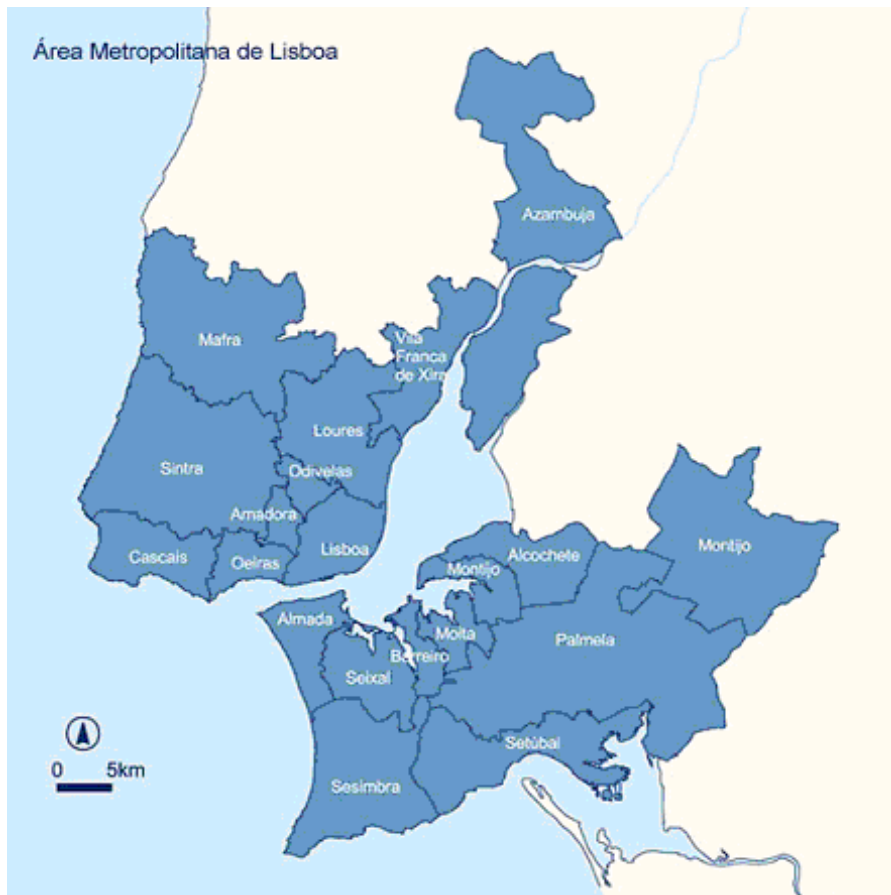 Área Metropolitana de Lisboa
Azambuja
Mafra
Vila
Franca
de Xira
Loures
Sintra
Odivelas
Amadora
Lisboa
Cascais
Oeiras
Montijo
Alcochete
Montijo
Almada
Moita
Palmela
Barreiro
Seixal
Setúbal
0 5km
Sesimbra